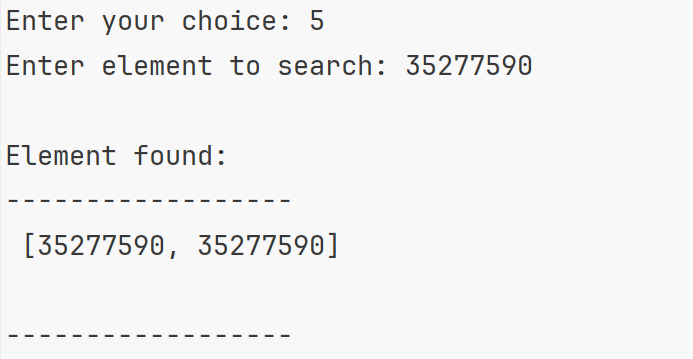 Enter your choice: 5
Enter element to search: 35277590
Element found:
------------------
[35277590, 35277590]
------------------